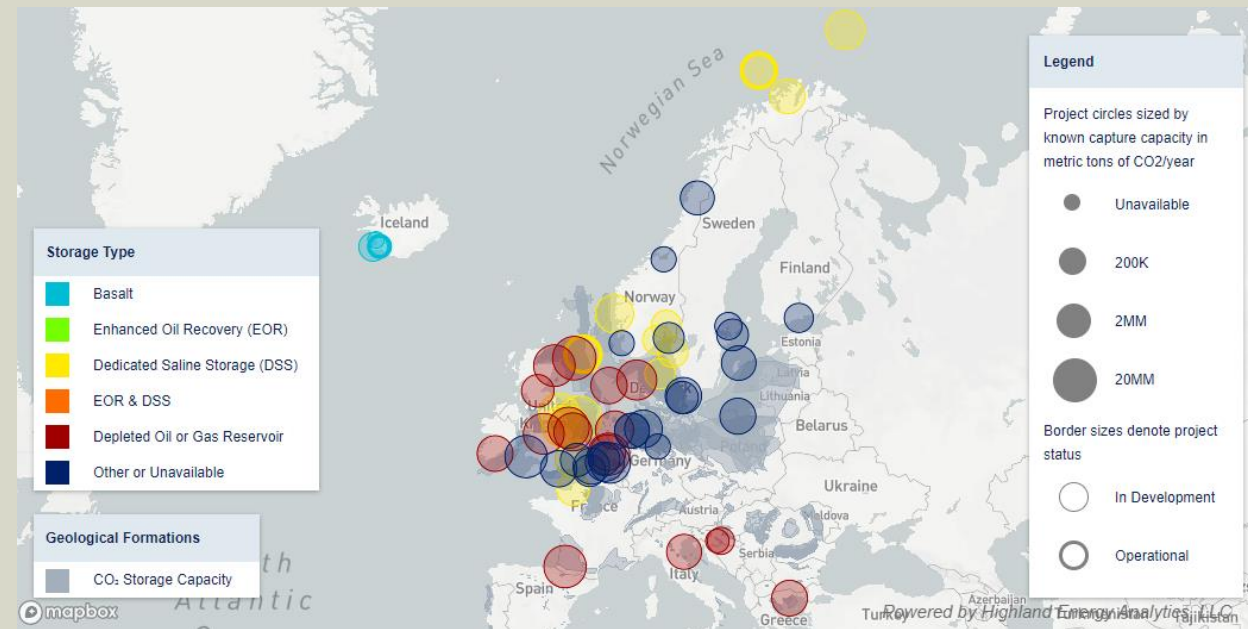 Norwegian Sea
Iceland
Sweden
Finland
Norway
Estonia
Latvia
Lithuania
Belarus
Poland
Germany
Ukraine
France
Austria
Moldova
Serbia
Italy
Spain
Greece
Azerbaijan
Turkmenistan
Tajikistan
Atlantic
Storage Type
Basalt
Enhanced Oil Recovery (EOR)
Dedicated Saline Storage (DSS)
EOR & DSS
Depleted Oil or Gas Reservoir
Other or Unavailable
Geological Formations
CO₂ Storage Capacity
mapbox
Legend
Project circles sized by
known capture capacity in
metric tons of CO2/year
Unavailable
200K
2MM
20MM
Border sizes denote project
status
In Development
Operational
Powered by Highland Energy Analytics, LLC